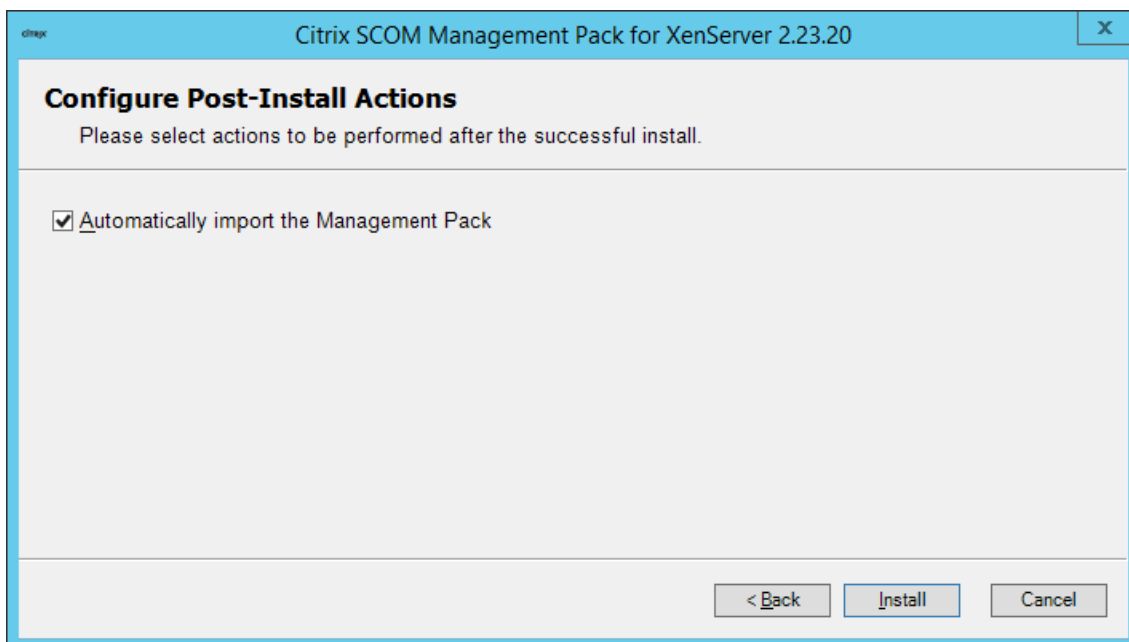 citrix
Citrix SCOM Management Pack for XenServer 2.23.20
x
Configure Post-Install Actions
Please select actions to be performed after the successful install.
Automatically import the Management Pack
< Back
Install
Cancel